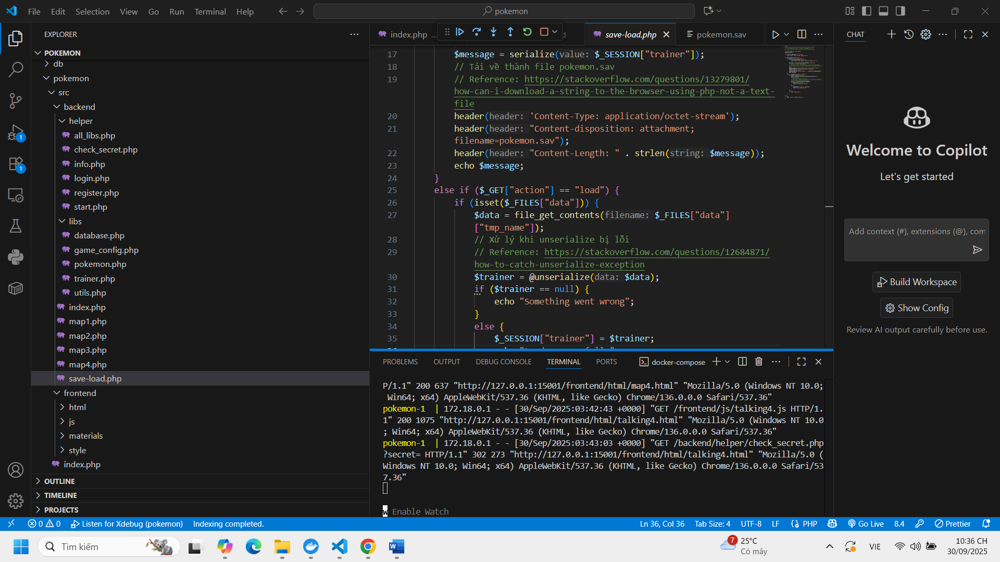 File Edit Selection View Go Run Terminal Help
pokemon
EXPLORER
POKEMON
db
pokemon
src
backend
helper
all_libs.php
check_secret.php
info.php
login.php
register.php
start.php
libs
database.php
game_config.php
pokemon.php
trainer.php
utils.php
index.php
map1.php
map2.php
map3.php
map4.php
save-load.php
frontend
html
js
materials
style
index.php
OUTLINE
TIMELINE
PROJECTS
index.php ... save-load.php pokemon.sav
17 $message = serialize(value: $_SESSION["trainer"]);
18 // Tải về thành file pokemon.sav
19 // Reference: https://stackoverflow.com/questions/13279801/
how-can-i-download-a-string-to-the-browser-using-php-not-a-text-
file
20 header(header: 'Content-Type: application/octet-stream');
21 header(header: "Content-disposition: attachment;
filename=pokemon.sav");
22 header(header: "Content-Length: " . strlen(string: $message));
23 echo $message;
24 }
25 else if ($_GET["action"] == "load") {
26 if (isset($_FILES["data"])) {
27 $data = file_get_contents(filename: $_FILES["data"]
["tmp_name"]);
28 // Xử lý khi unserialize bị lỗi
29 // Reference: https://stackoverflow.com/questions/12684871/
how-to-catch-unserialize-exception
30 $trainer = @unserialize(data: $data);
31 if ($trainer == null) {
32 echo "Something went wrong";
33 }
34 else {
35 $_SESSION["trainer"] = $trainer;
PROBLEMS OUTPUT DEBUG CONSOLE TERMINAL PORTS docker-compose
P/1.1" 200 637 "http://127.0.0.1:15001/frontend/html/map4.html" "Mozilla/5.0 (Windows NT 10.0;
Win64; x64) AppleWebKit/537.36 (KHTML, like Gecko) Chrome/136.0.0.0 Safari/537.36"
pokemon-1 | 172.18.0.1 - - [30/Sep/2025:03:42:43 +0000] "GET /frontend/js/talking4.js HTTP/1.
1" 200 1075 "http://127.0.0.1:15001/frontend/html/talking4.html" "Mozilla/5.0 (Windows NT 10.0
; Win64; x64) AppleWebKit/537.36 (KHTML, like Gecko) Chrome/136.0.0.0 Safari/537.36"
pokemon-1 | 172.18.0.1 - - [30/Sep/2025:03:43:03 +0000] "GET /backend/helper/check_secret.php
?secret= HTTP/1.1" 302 273 "http://127.0.0.1:15001/frontend/html/talking4.html" "Mozilla/5.0 (
Windows NT 10.0; Win64; x64) AppleWebKit/537.36 (KHTML, like Gecko) Chrome/136.0.0.0 Safari/53
7.36"
w Enable Watch
CHAT
Welcome to Copilot
Let's get started
Add context (#), extensions (@), com
Build Workspace
Show Config
Review AI output carefully before use.
1
1
0 0 Listen for Xdebug (pokemon) Indexing completed.
Ln 36, Col 36 Tab Size: 4 UTF-8 LF PHP Go Live 8.4 Prettier
Tìm kiếm
7
25°C
Có mây
VIE
10:36 CH
30/09/2025